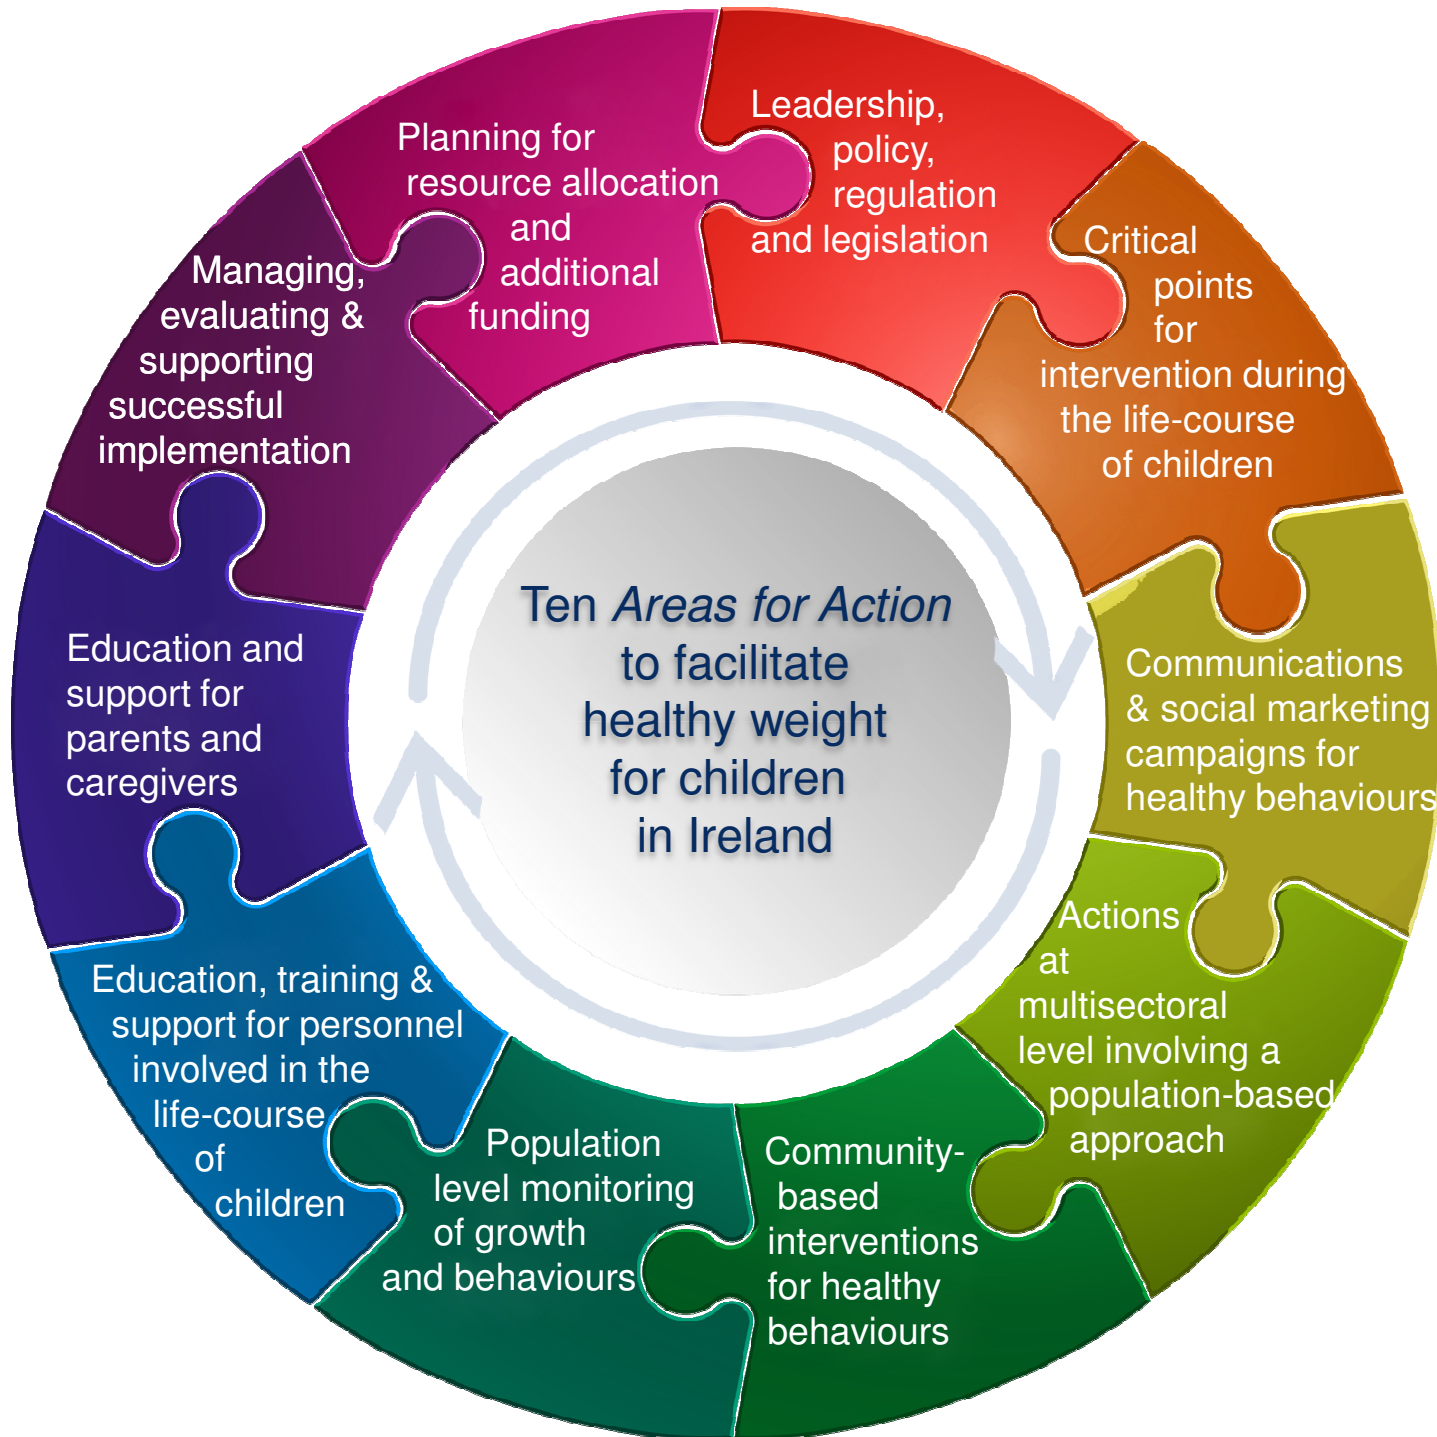 Leadership,
policy,
regulation
and legislation
Critical
points
for
intervention during
the life-course
of children
Communications
& social marketing
campaigns for
healthy behaviours
Actions
at
multisectoral
level involving a
population-based
approach
Community-
based
interventions
for healthy
behaviours
Population
level monitoring
of growth
and behaviours
Education, training &
support for personnel
involved in the
life-course
of
children
Education and
support for
parents and
caregivers
Managing,
evaluating &
supporting
successful
implementation
Planning for
resource allocation
and
additional
funding
Ten Areas for Action
to facilitate
healthy weight
for children
in Ireland